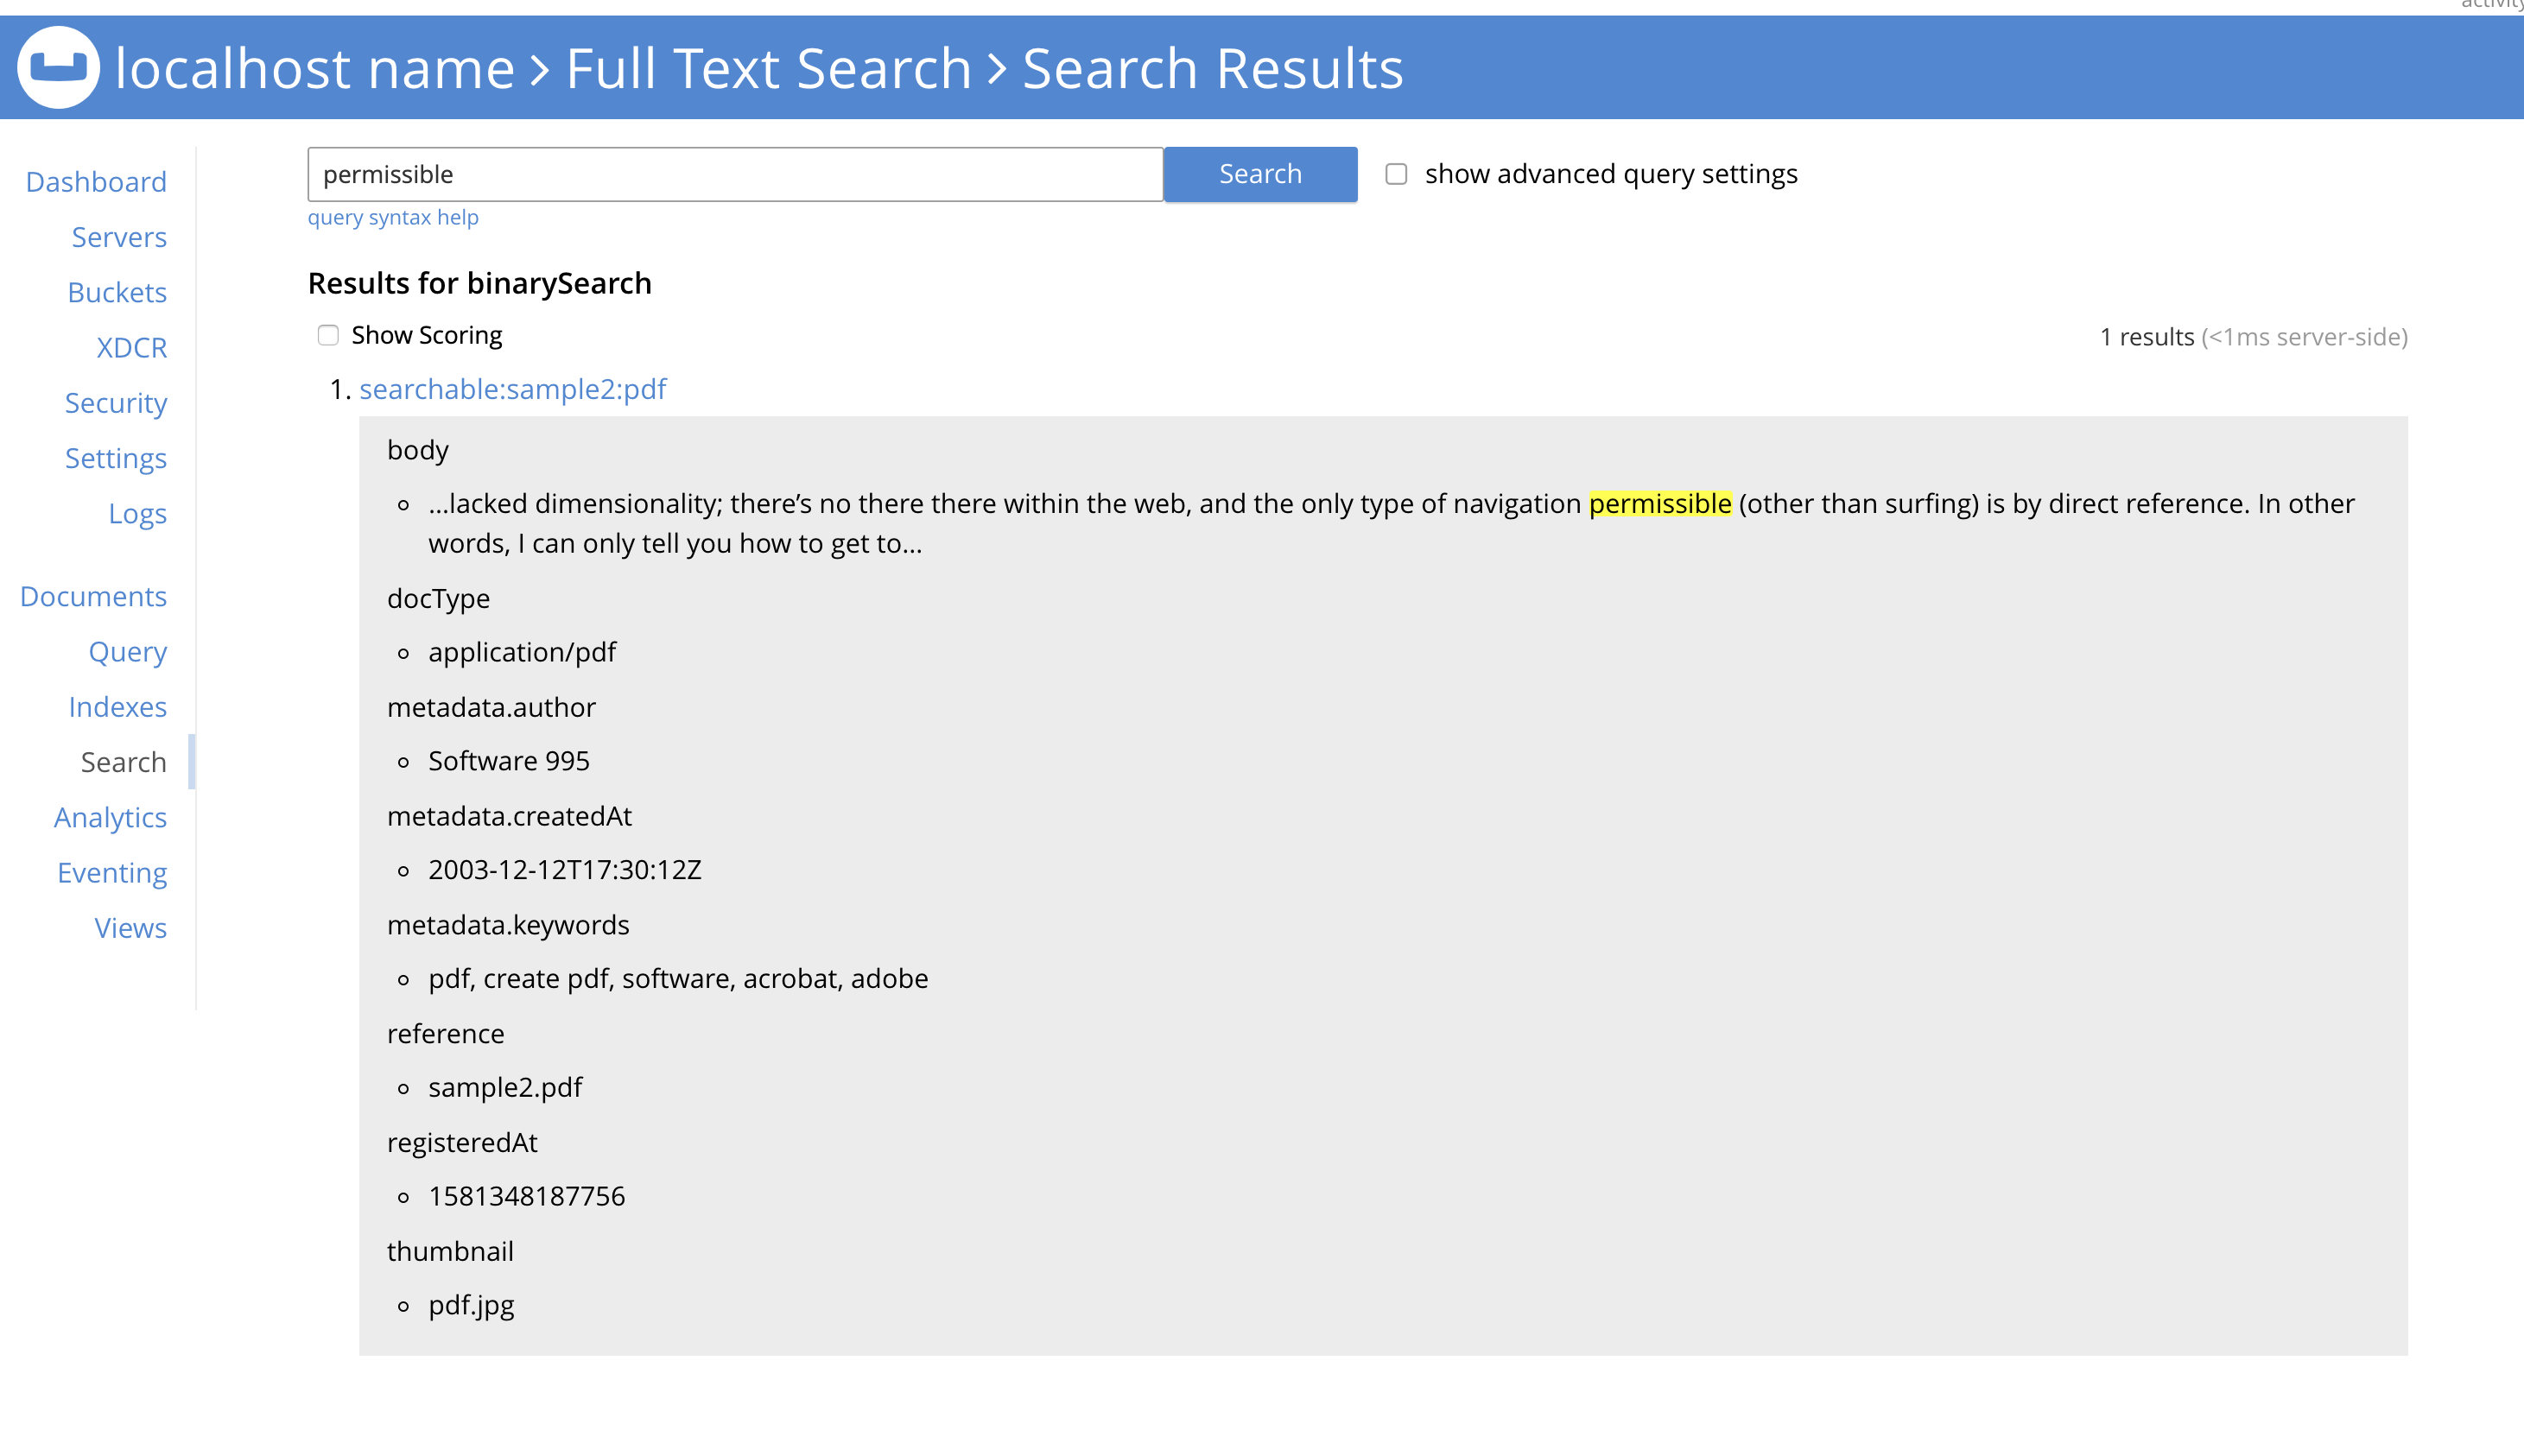 activity
localhost name > Full Text Search > Search Results
Dashboard
Servers
Buckets
XDCR
Security
Settings
Logs
Documents
Query
Indexes
Search
Analytics
Eventing
Views
permissible
Search
show advanced query settings
query syntax help
Results for binarySearch
Show Scoring
1 results (<1ms server-side)
1. searchable:sample2:pdf
body
…lacked dimensionality; there’s no there there within the web, and the only type of navigation permissible (other than surfing) is by direct reference. In other
words, I can only tell you how to get to…
docType
application/pdf
metadata.author
Software 995
metadata.createdAt
2003-12-12T17:30:12Z
metadata.keywords
pdf, create pdf, software, acrobat, adobe
reference
sample2.pdf
registeredAt
1581348187756
thumbnail
pdf.jpg